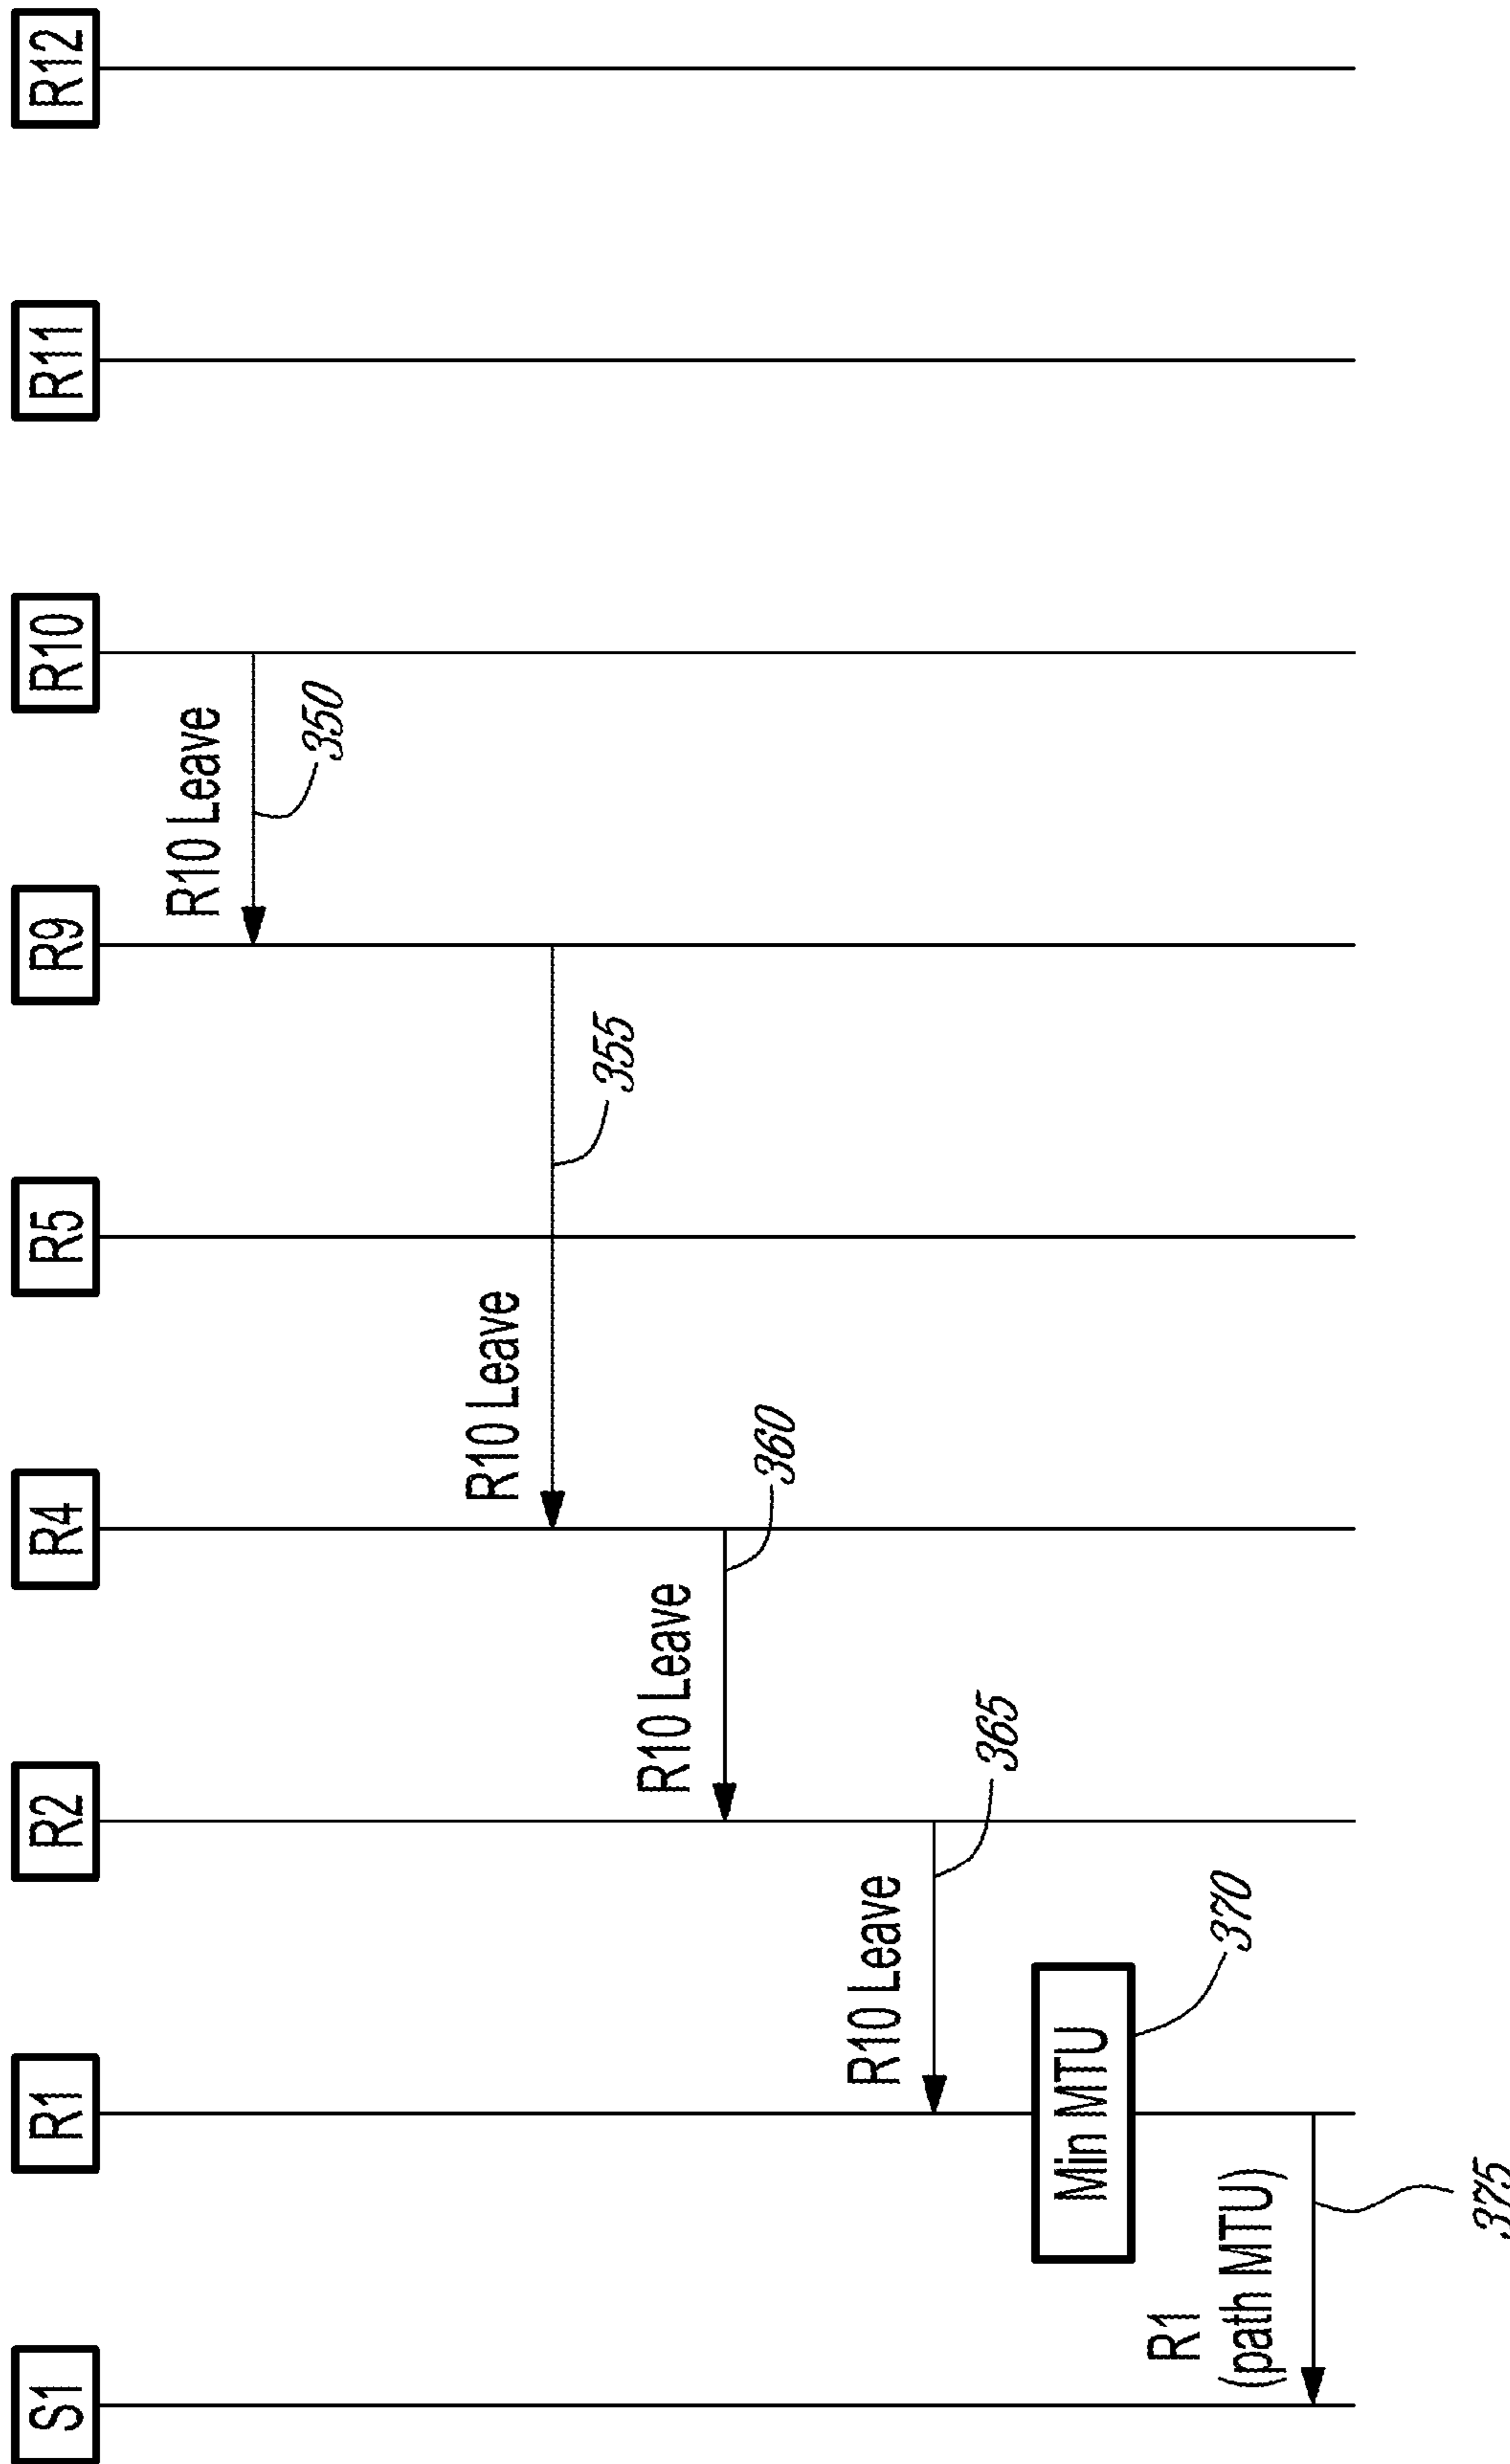 S1
R1
R2
R4
R5
R9
R10
R11
R12
R10 Leave
350
R10 Leave
355
R10 Leave
360
R10 Leave
365
Min MTU
370
R1
(path MTU)
375